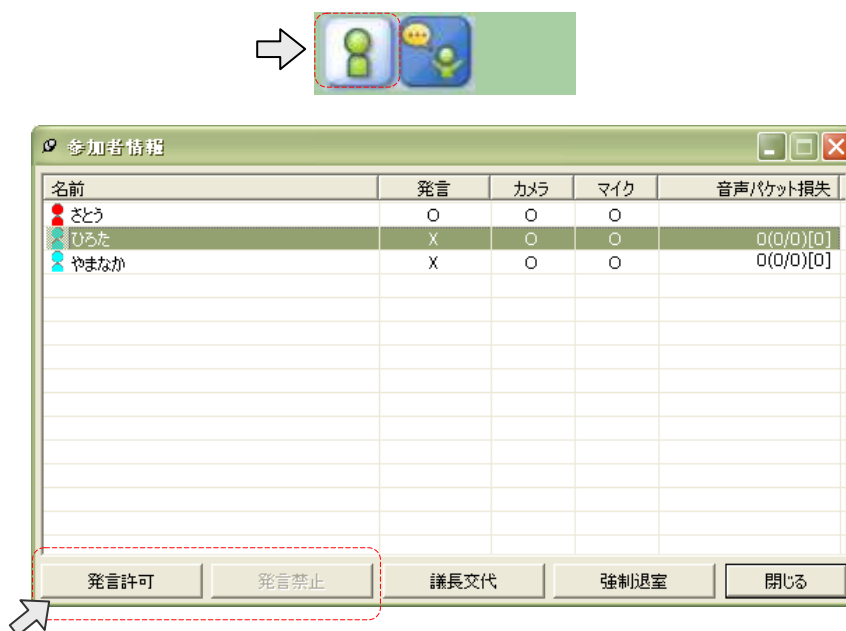 参加者情報
名前 発言 カメラ マイク 音声パケット損失
さとう O O O
ひろた X O O 0(0/0)[0]
やまなか X O O 0(0/0)[0]
発言許可 発言禁止 議長交代 強制退室 閉じる